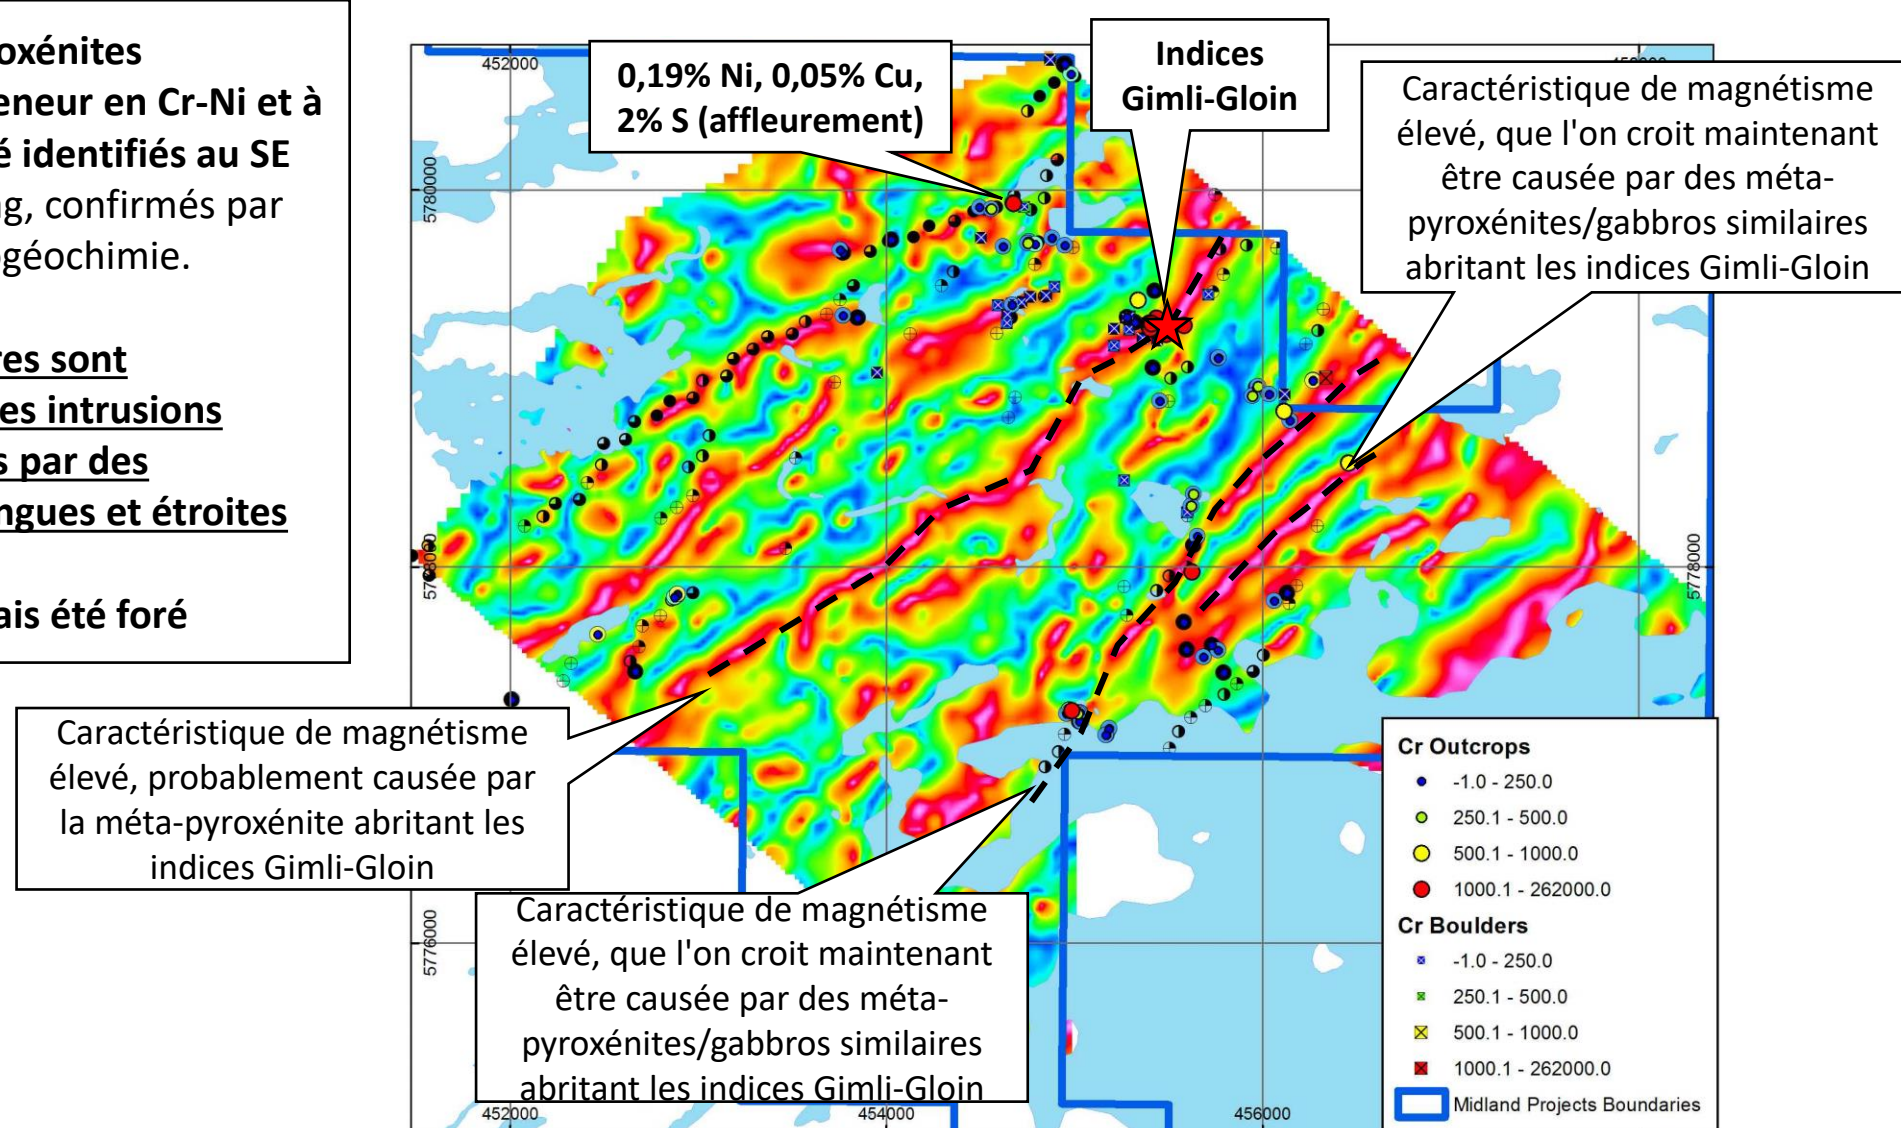 oxénites
eneur en Cr-Ni et à
é identifiés au SE
ng, confirmés par
ogéochimie.
res sont
es intrusions
s par des
ngues et étroites
ais été foré
0,19% Ni, 0,05% Cu,
2% S (affleurement)
Indices
Gimli-Gloin
Caractéristique de magnétisme
élevé, que l'on croit maintenant
être causée par des méta-
pyroxénites/gabbros similaires
abritant les indices Gimli-Gloin
452000
5780000
5778000
Caractéristique de magnétisme
élevé, probablement causée par
la méta-pyroxénite abritant les
indices Gimli-Gloin
Caractéristique de magnétisme
élevé, que l'on croit maintenant
être causée par des méta-
pyroxénites/gabbros similaires
abritant les indices Gimli-Gloin
5776000
452000
454000
456000
Cr Outcrops
-1.0 - 250.0
250.1 - 500.0
500.1 - 1000.0
1000.1 - 262000.0
Cr Boulders
-1.0 - 250.0
250.1 - 500.0
500.1 - 1000.0
1000.1 - 262000.0
Midland Projects Boundaries